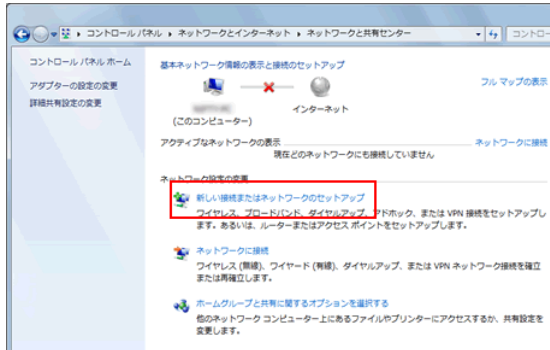 コントロール パネル ▸ ネットワークとインターネット ▸ ネットワークと共有センター
コントロー
コントロール パネル ホーム
アダプターの設定の変更
詳細共有設定の変更
基本ネットワーク情報の表示と接続のセットアップ
フル マップの表示
(このコンピューター)
インターネット
アクティブなネットワークの表示
ネットワークに接続
現在どのネットワークにも接続していません
ネットワーク設定の変更
新しい接続またはネットワークのセットアップ
ワイヤレス、ブロードバンド、ダイヤルアップ、アドホック、または VPN 接続をセットアップし
ます。あるいは、ルーターまたはアクセス ポイントをセットアップします。
ネットワークに接続
ワイヤレス (無線)、ワイヤード (有線)、ダイヤルアップ、または VPN ネットワーク接続を確立
または再確立します。
ホームグループと共有に関するオプションを選択する
他のネットワーク コンピューター上にあるファイルやプリンターにアクセスするか、共有設定を
変更します。